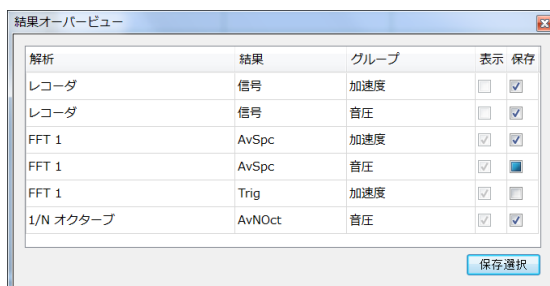 結果オーバービュー
解析 結果 グループ 表示 保存
レコーダ 信号 加速度
レコーダ 信号 音圧
FFT 1 AvSpc 加速度
FFT 1 AvSpc 音圧
FFT 1 Trig 加速度
1/N オクターブ AvNOct 音圧
保存選択